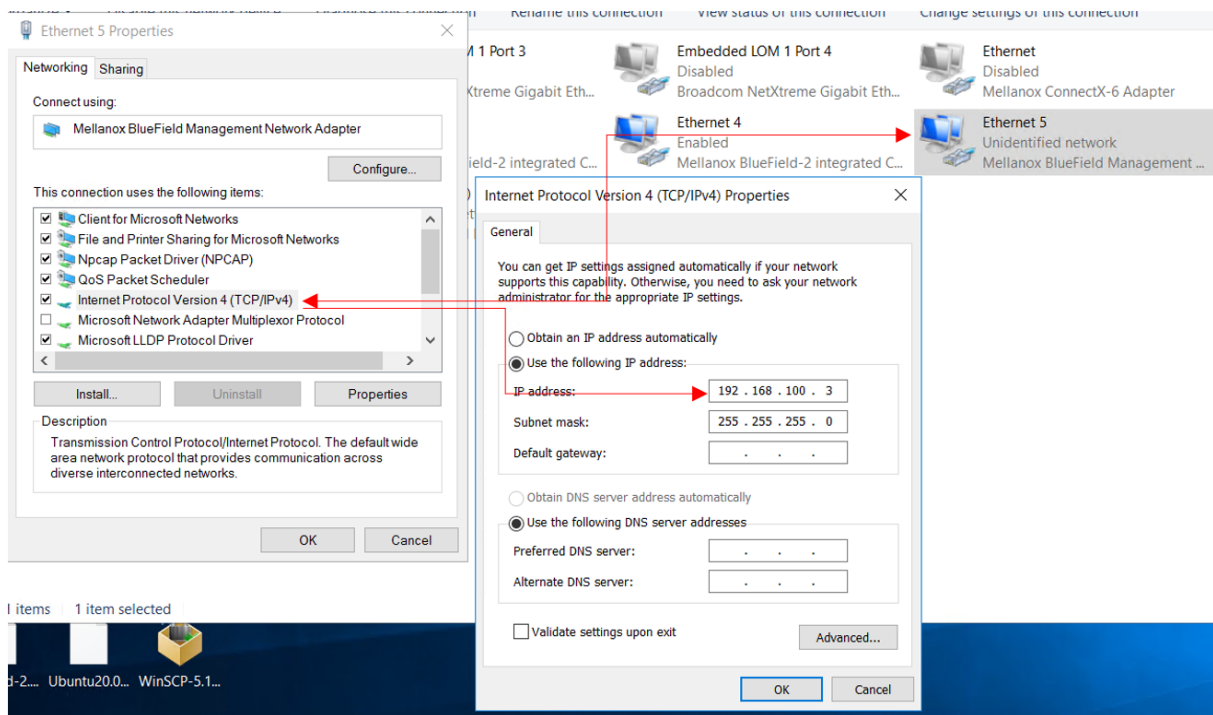 Rename this connection
View status of this connection
Change settings of this connection
Ethernet 5 Properties
Networking
Sharing
Connect using:
Mellanox BlueField Management Network Adapter
Configure...
This connection uses the following items:
Client for Microsoft Networks
File and Printer Sharing for Microsoft Networks
Npcap Packet Driver (NPCAP)
QoS Packet Scheduler
Internet Protocol Version 4 (TCP/IPv4)
Microsoft Network Adapter Multiplexor Protocol
Microsoft LLDP Protocol Driver
Install...
Uninstall
Properties
Description
Transmission Control Protocol/Internet Protocol. The default wide
area network protocol that provides communication across
diverse interconnected networks.
OK
Cancel
1 Port 3
Xtreme Gigabit Eth...
Embedded LOM 1 Port 4
Disabled
Broadcom NetXtreme Gigabit Eth...
Ethernet
Disabled
Mellanox ConnectX-6 Adapter
ield-2 integrated C...
Ethernet 4
Enabled
Mellanox BlueField-2 integrated C...
Ethernet 5
Unidentified network
Mellanox BlueField Management ...
Internet Protocol Version 4 (TCP/IPv4) Properties
General
You can get IP settings assigned automatically if your network
supports this capability. Otherwise, you need to ask your network
administrator for the appropriate IP settings.
Obtain an IP address automatically
Use the following IP address:
IP address:
192 . 168 . 100 . 3
Subnet mask:
255 . 255 . 255 . 0
Default gateway:
. . .
Obtain DNS server address automatically
Use the following DNS server addresses
Preferred DNS server:
. . .
Alternate DNS server:
. . .
Validate settings upon exit
Advanced...
OK
Cancel
items
1 item selected
d-2....
Ubuntu20.0...
WinSCP-5.1...